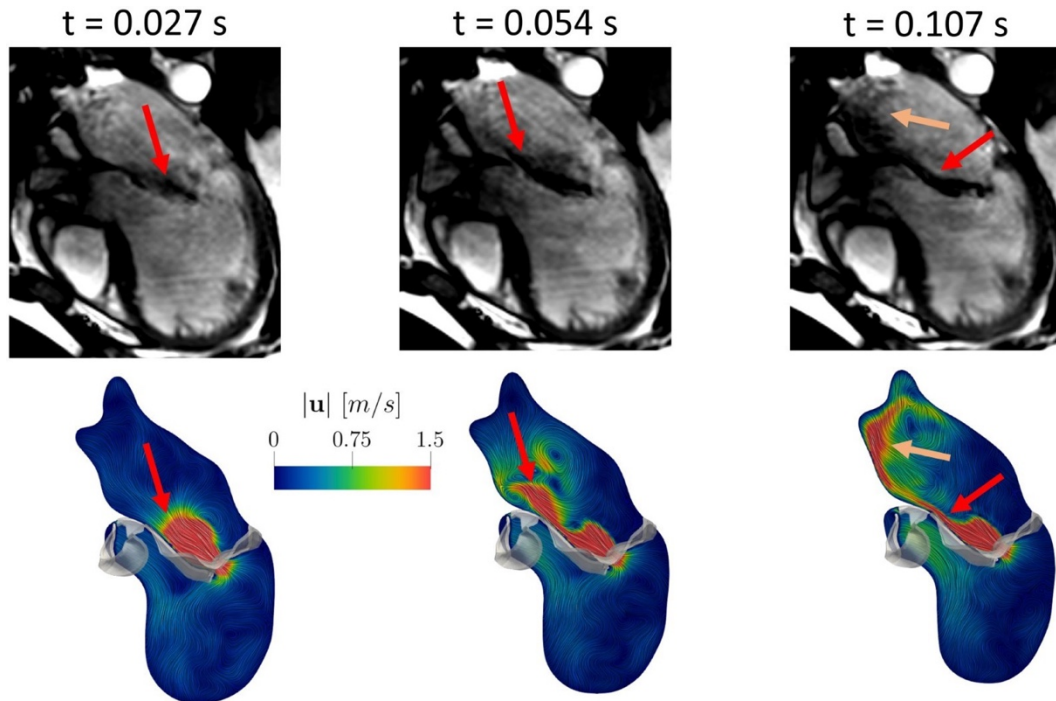 t = 0.027 s
t = 0.054 s
t = 0.107 s
|u| [m/s]
0 0.75 1.5